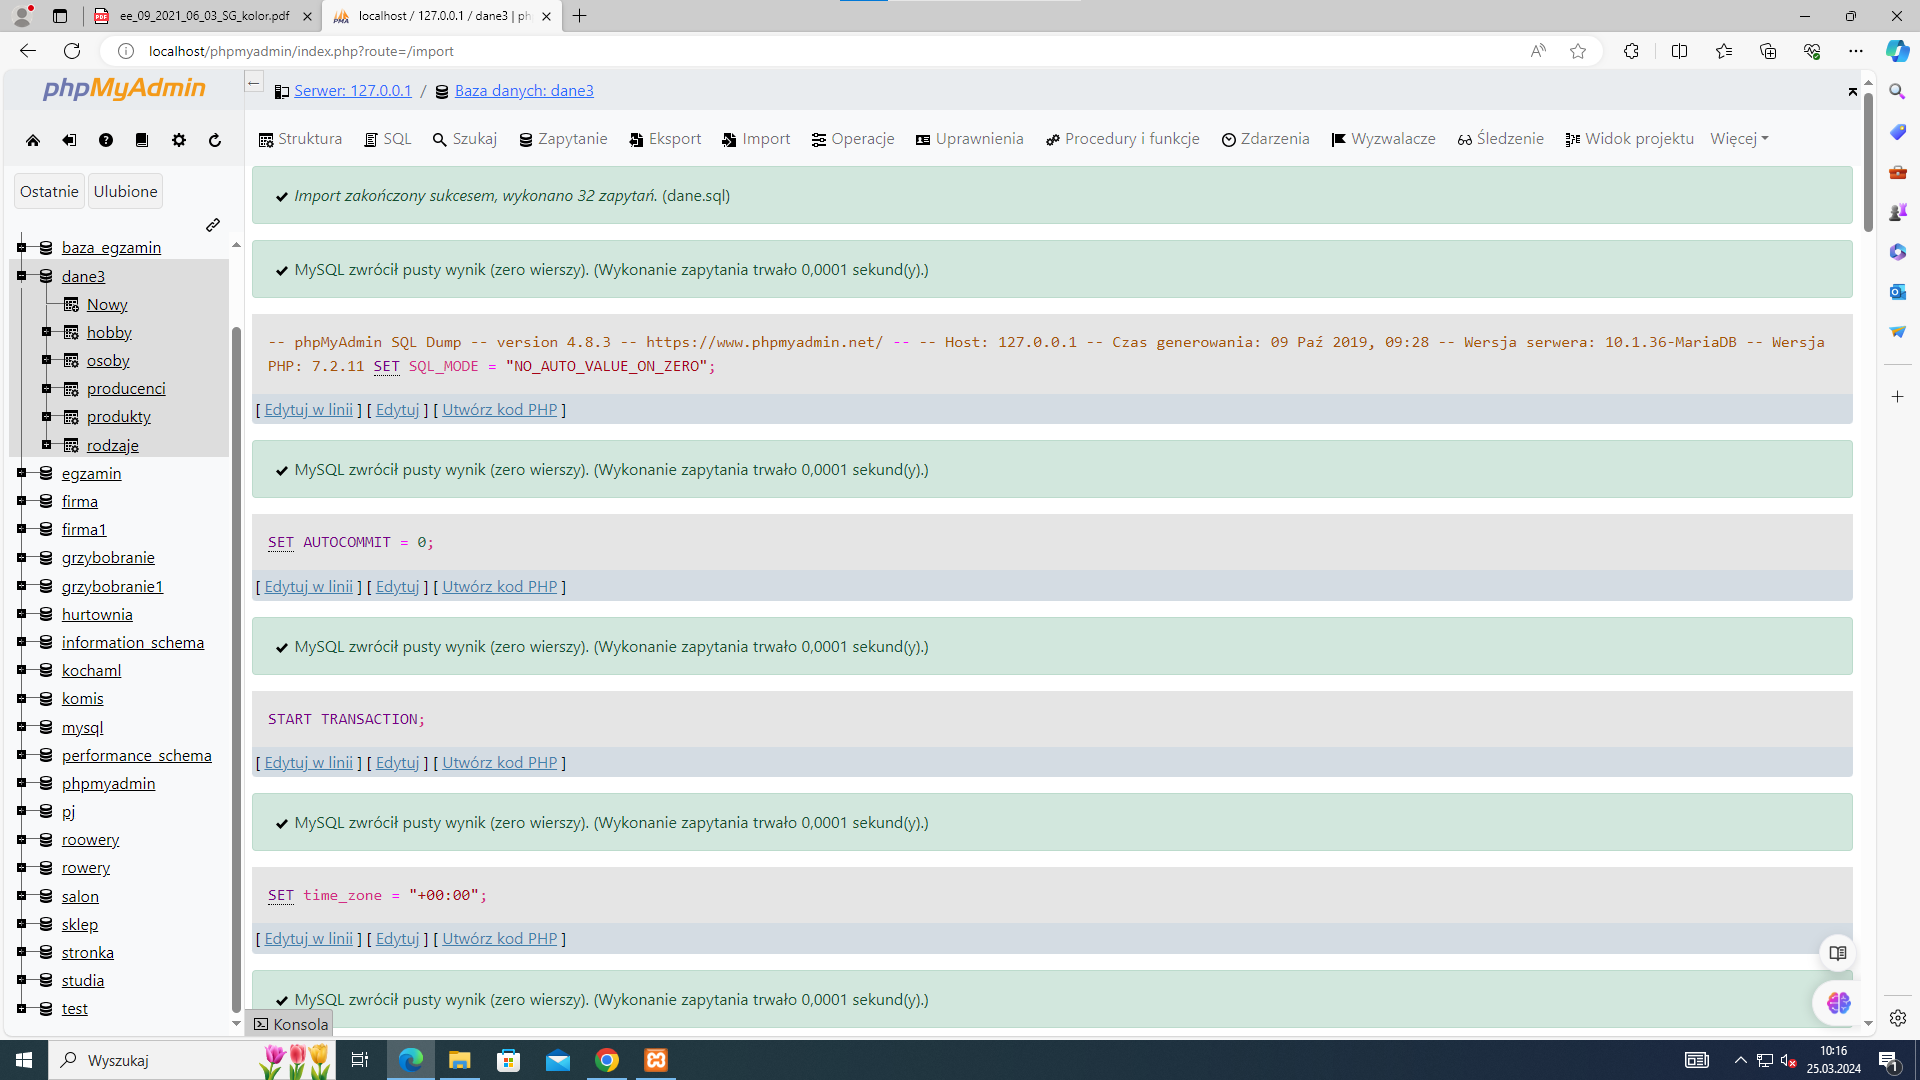 ee_09_2021_06_03_SG_kolor.pdf
localhost / 127.0.0.1 / dane3 | ph
localhost/phpmyadmin/index.php?route=/import
phpMyAdmin
Ostatnie Ulubione
baza_egzamin
dane3
Nowy
hobby
osoby
producenci
produkty
rodzaje
egzamin
firma
firma1
grzybobranie
grzybobranie1
hurtownia
information_schema
kochaml
komis
mysql
performance_schema
phpmyadmin
pj
roowery
rowery
salon
sklep
stronka
studia
test
Serwer: 127.0.0.1 / Baza danych: dane3
Struktura SQL Szukaj Zapytanie Eksport Import Operacje Uprawnienia Procedury i funkcje Zdarzenia Wyzwalacze Śledzenie Widok projektu Więcej
Import zakończony sukcesem, wykonano 32 zapytań. (dane.sql)
MySQL zwrócił pusty wynik (zero wierszy). (Wykonanie zapytania trwało 0,0001 sekund(y).)
-- phpMyAdmin SQL Dump -- version 4.8.3 -- https://www.phpmyadmin.net/ -- -- Host: 127.0.0.1 -- Czas generowania: 09 Paź 2019, 09:28 -- Wersja serwera: 10.1.36-MariaDB -- Wersja
PHP: 7.2.11 SET SQL_MODE = "NO_AUTO_VALUE_ON_ZERO";
[ Edytuj w linii ] [ Edytuj ] [ Utwórz kod PHP ]
MySQL zwrócił pusty wynik (zero wierszy). (Wykonanie zapytania trwało 0,0001 sekund(y).)
SET AUTOCOMMIT = 0;
[ Edytuj w linii ] [ Edytuj ] [ Utwórz kod PHP ]
MySQL zwrócił pusty wynik (zero wierszy). (Wykonanie zapytania trwało 0,0001 sekund(y).)
START TRANSACTION;
[ Edytuj w linii ] [ Edytuj ] [ Utwórz kod PHP ]
MySQL zwrócił pusty wynik (zero wierszy). (Wykonanie zapytania trwało 0,0001 sekund(y).)
SET time_zone = "+00:00";
[ Edytuj w linii ] [ Edytuj ] [ Utwórz kod PHP ]
MySQL zwrócił pusty wynik (zero wierszy). (Wykonanie zapytania trwało 0,0001 sekund(y).)
Konsola
Wyszukaj
10:16
25.03.2024
1